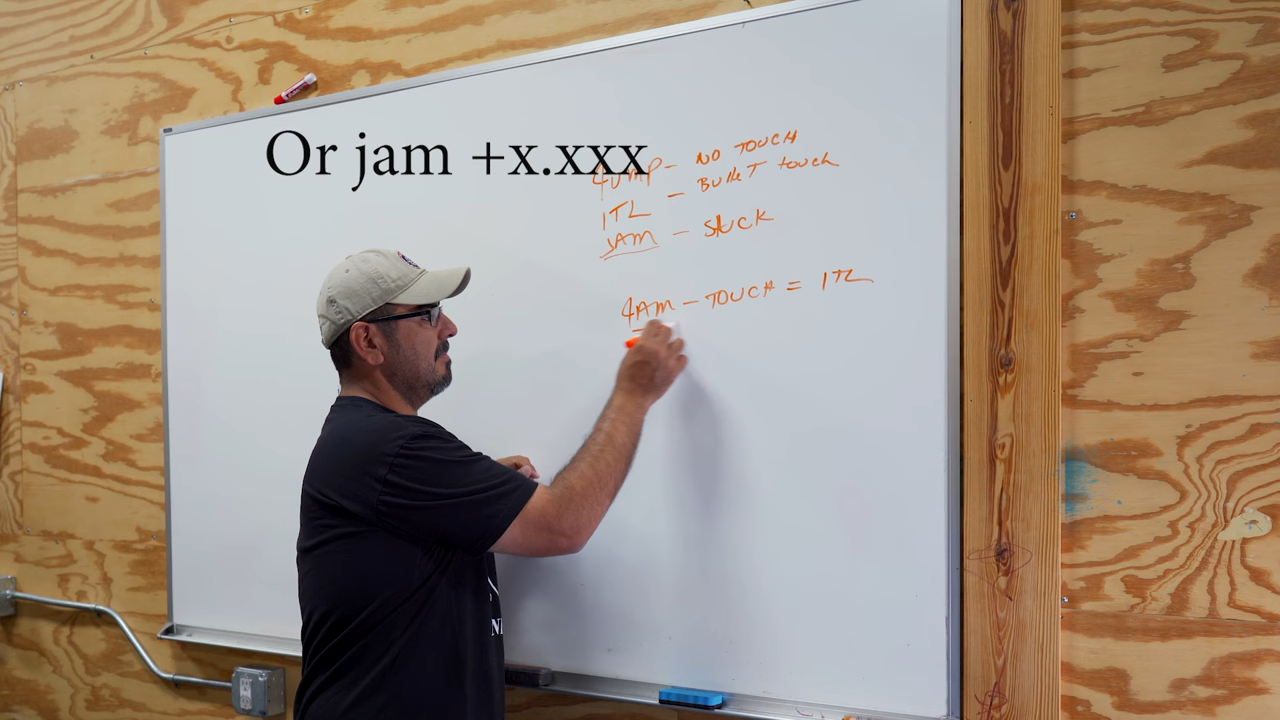 Or jam +x.xxx
JUMP - NO TOUCH
ITL - BULLET TOUCH
JAM - STUCK
JAM - TOUCH = ITL